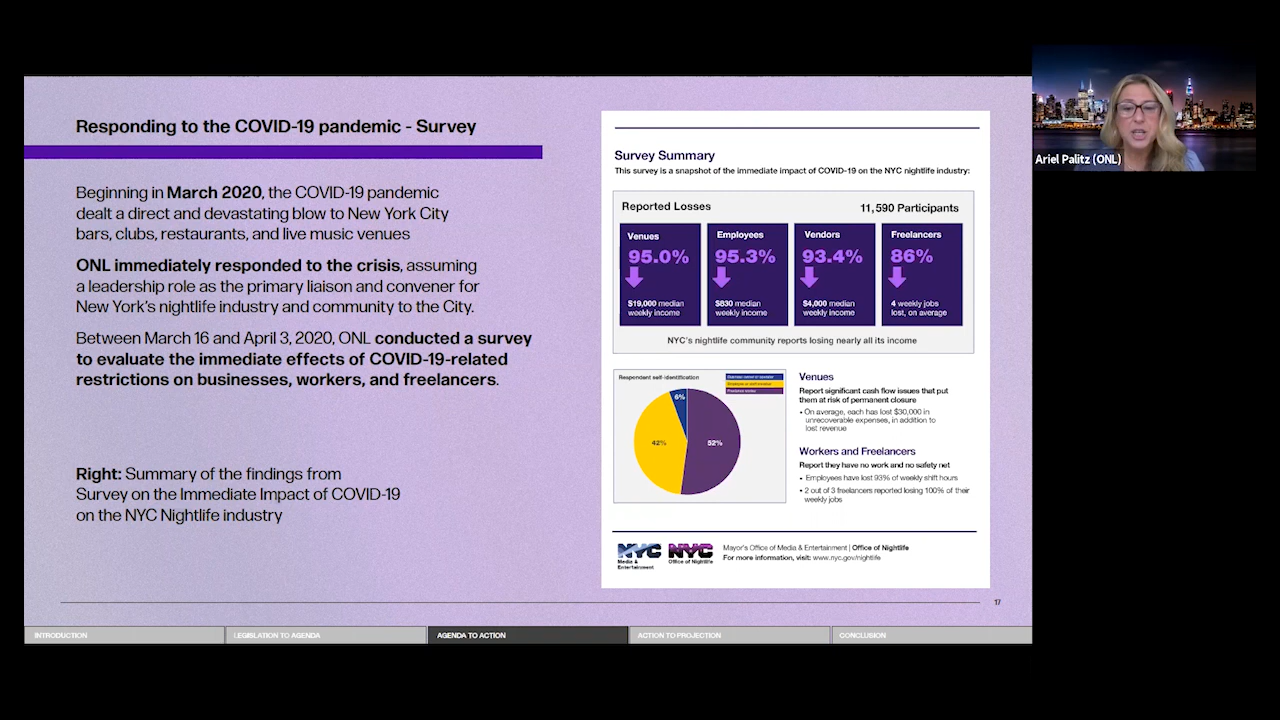 Responding to the COVID-19 pandemic - Survey
Beginning in March 2020, the COVID-19 pandemic
dealt a direct and devastating blow to New York City
bars, clubs, restaurants, and live music venues
ONL immediately responded to the crisis, assuming
a leadership role as the primary liaison and convener for
New York's nightlife industry and community to the City.
Between March 16 and April 3, 2020, ONL conducted a survey
to evaluate the immediate effects of COVID-19-related
restrictions on businesses, workers, and freelancers.
Right: Summary of the findings from
Survey on the Immediate Impact of COVID-19
on the NYC Nightlife industry
Survey Summary
This survey is a snapshot of the immediate impact of COVID-19 on the NYC nightlife industry:
Reported Losses
11,590 Participants
Venues
95.0%
$19,000 median
weekly income
Employees
95.3%
$830 median
weekly income
Vendors
93.4%
$4,000 median
weekly income
Freelancers
86%
4 weekly jobs
lost, on average
NYC's nightlife community reports losing nearly all its income
Respondent self-identification
Business owner or operator
Employee or staff member
Freelance worker
6%
42%
52%
Venues
Report significant cash flow issues that put
them at risk of permanent closure
• On average, each has lost $30,000 in
unrecoverable expenses, in addition to
lost revenue
Workers and Freelancers
Report they have no work and no safety net
• Employees have lost 93% of weekly shift hours
• 2 out of 3 freelancers reported losing 100% of their
weekly jobs
NYC
Media &
Entertainment
NYC
Office of Nightlife
Mayor's Office of Media & Entertainment | Office of Nightlife
For more information, visit: www.nyc.gov/nightlife
17
INTRODUCTION
LEGISLATION TO AGENDA
AGENDA TO ACTION
ACTION TO PROJECTION
CONCLUSION
Ariel Palitz (ONL)